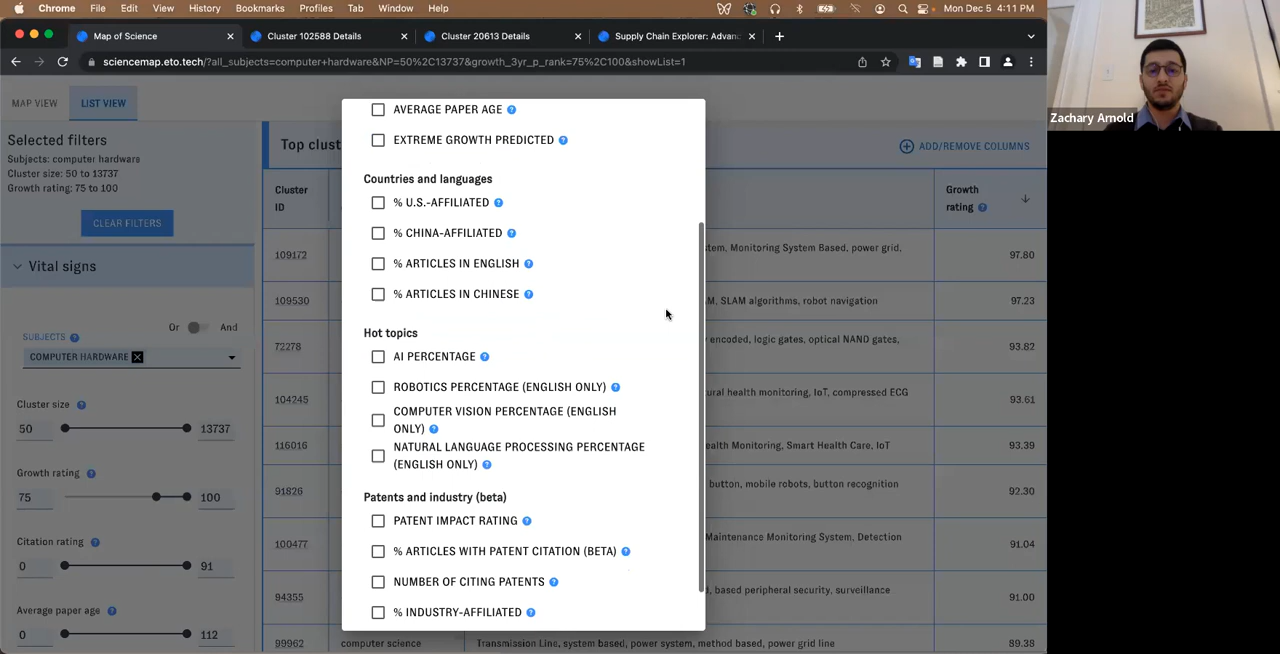 Chrome File Edit View History Bookmarks Profiles Tab Window Help Mon Dec 5 4:11 PM
Map of Science Cluster 102588 Details Cluster 20613 Details Supply Chain Explorer: Advanc
sciencemap.eto.tech/?all_subjects=computer+hardware&NP=50%2C13737&growth_3yr_p_rank=75%2C100&showList=1
Zachary Arnold
MAP VIEW LIST VIEW
Selected filters
Subjects: computer hardware
Cluster size: 50 to 13737
Growth rating: 75 to 100
CLEAR FILTERS
Vital signs
Or And
SUBJECTS
COMPUTER HARDWARE
Cluster size
50 13737
Growth rating
75 100
Citation rating
0 91
Average paper age
0 112
AVERAGE PAPER AGE
EXTREME GROWTH PREDICTED
Countries and languages
% U.S.-AFFILIATED
% CHINA-AFFILIATED
% ARTICLES IN ENGLISH
% ARTICLES IN CHINESE
Hot topics
AI PERCENTAGE
ROBOTICS PERCENTAGE (ENGLISH ONLY)
COMPUTER VISION PERCENTAGE (ENGLISH
ONLY)
NATURAL LANGUAGE PROCESSING PERCENTAGE
(ENGLISH ONLY)
Patents and industry (beta)
PATENT IMPACT RATING
% ARTICLES WITH PATENT CITATION (BETA)
NUMBER OF CITING PATENTS
% INDUSTRY-AFFILIATED
Top clust
ADD/REMOVE COLUMNS
Cluster
ID
Growth
rating
109172 stem, Monitoring System Based, power grid, 97.80
109530 M, SLAM algorithms, robot navigation 97.23
72278 encoded, logic gates, optical NAND gates, 93.82
104245 tural health monitoring, IoT, compressed ECG 93.61
116016 ealth Monitoring, Smart Health Care, IoT 93.39
91826 button, mobile robots, button recognition 92.30
100477 Maintenance Monitoring System, Detection 91.04
94355 , based peripheral security, surveillance 91.00
99962 computer science Transmission Line, system based, power system, method based, power grid line 89.38